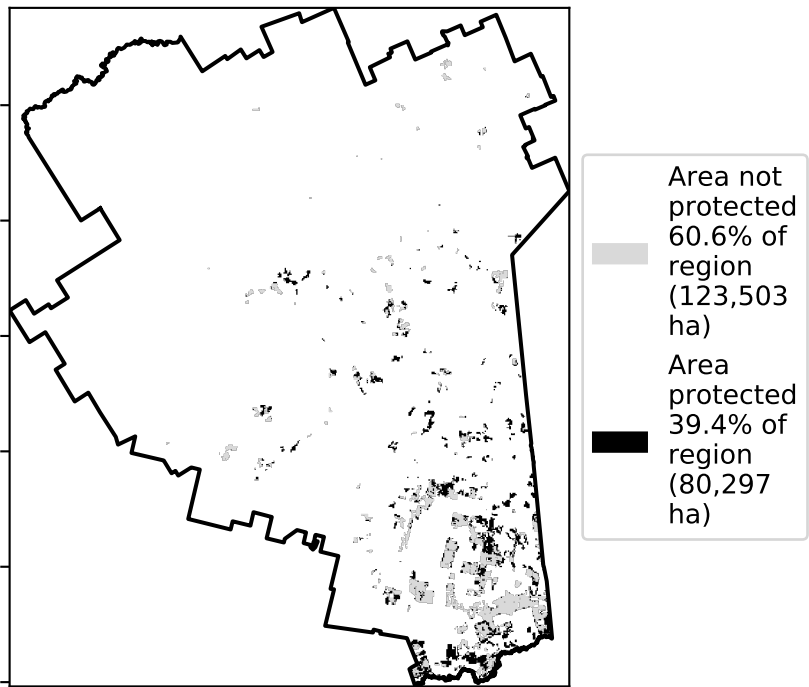 Area not
protected
60.6% of
region
(123,503
ha)
Area
protected
39.4% of
region
(80,297
ha)